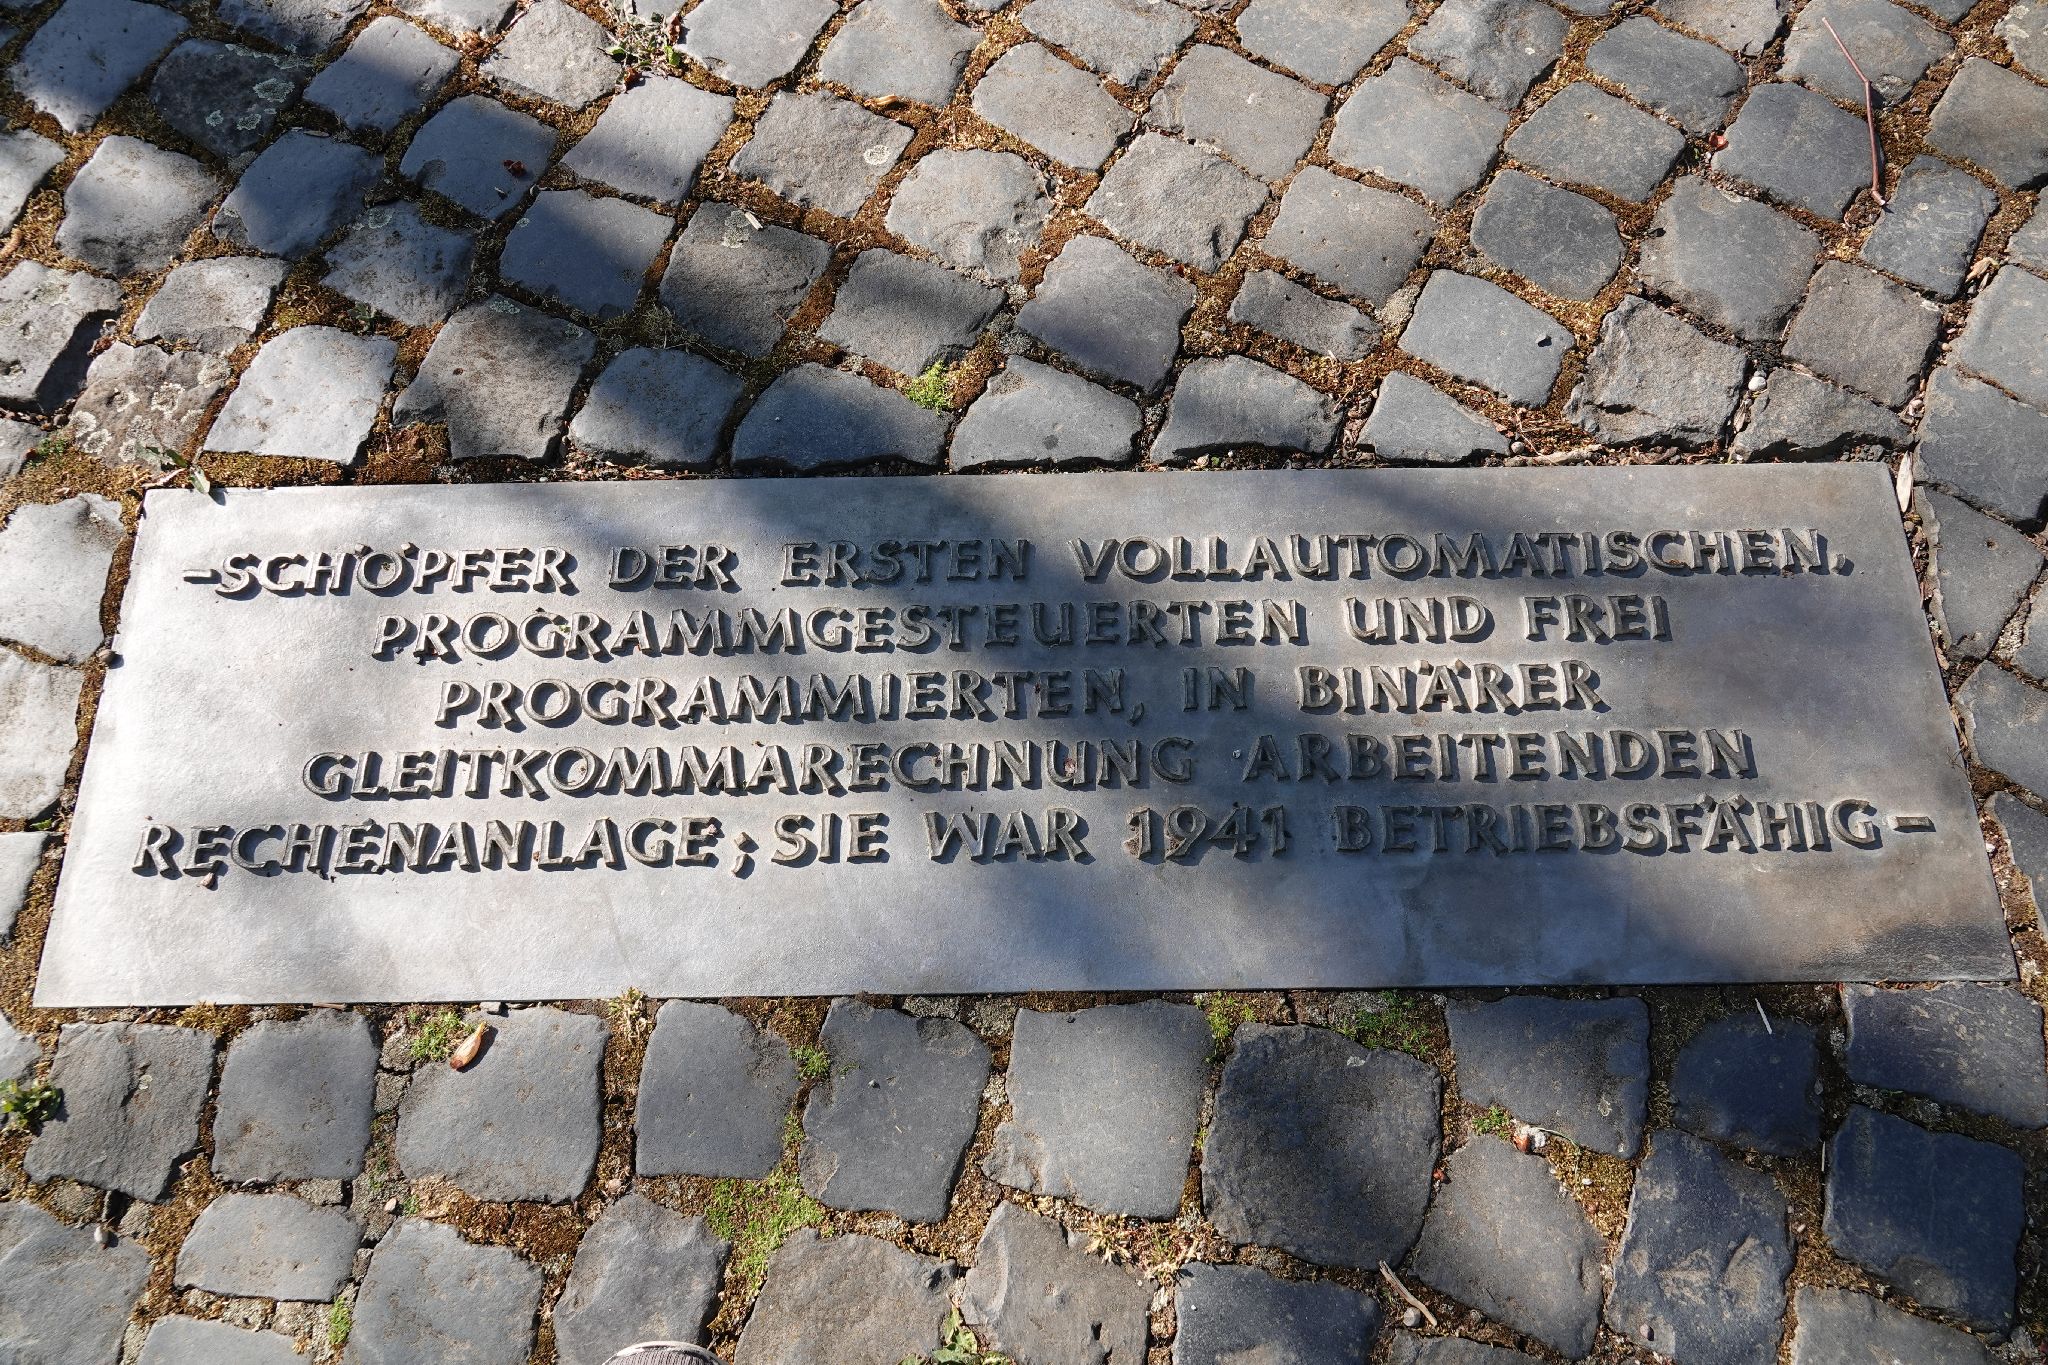 -SCHÖPFER DER ERSTEN VOLLAUTOMATISCHEN,
PROGRAMMGESTEUERTEN UND FREI
PROGRAMMIERTEN, IN BINÄRER
GLEITKOMMARECHNUNG ARBEITENDEN
RECHENANLAGE; SIE WAR 1941 BETRIEBSFÄHIG-